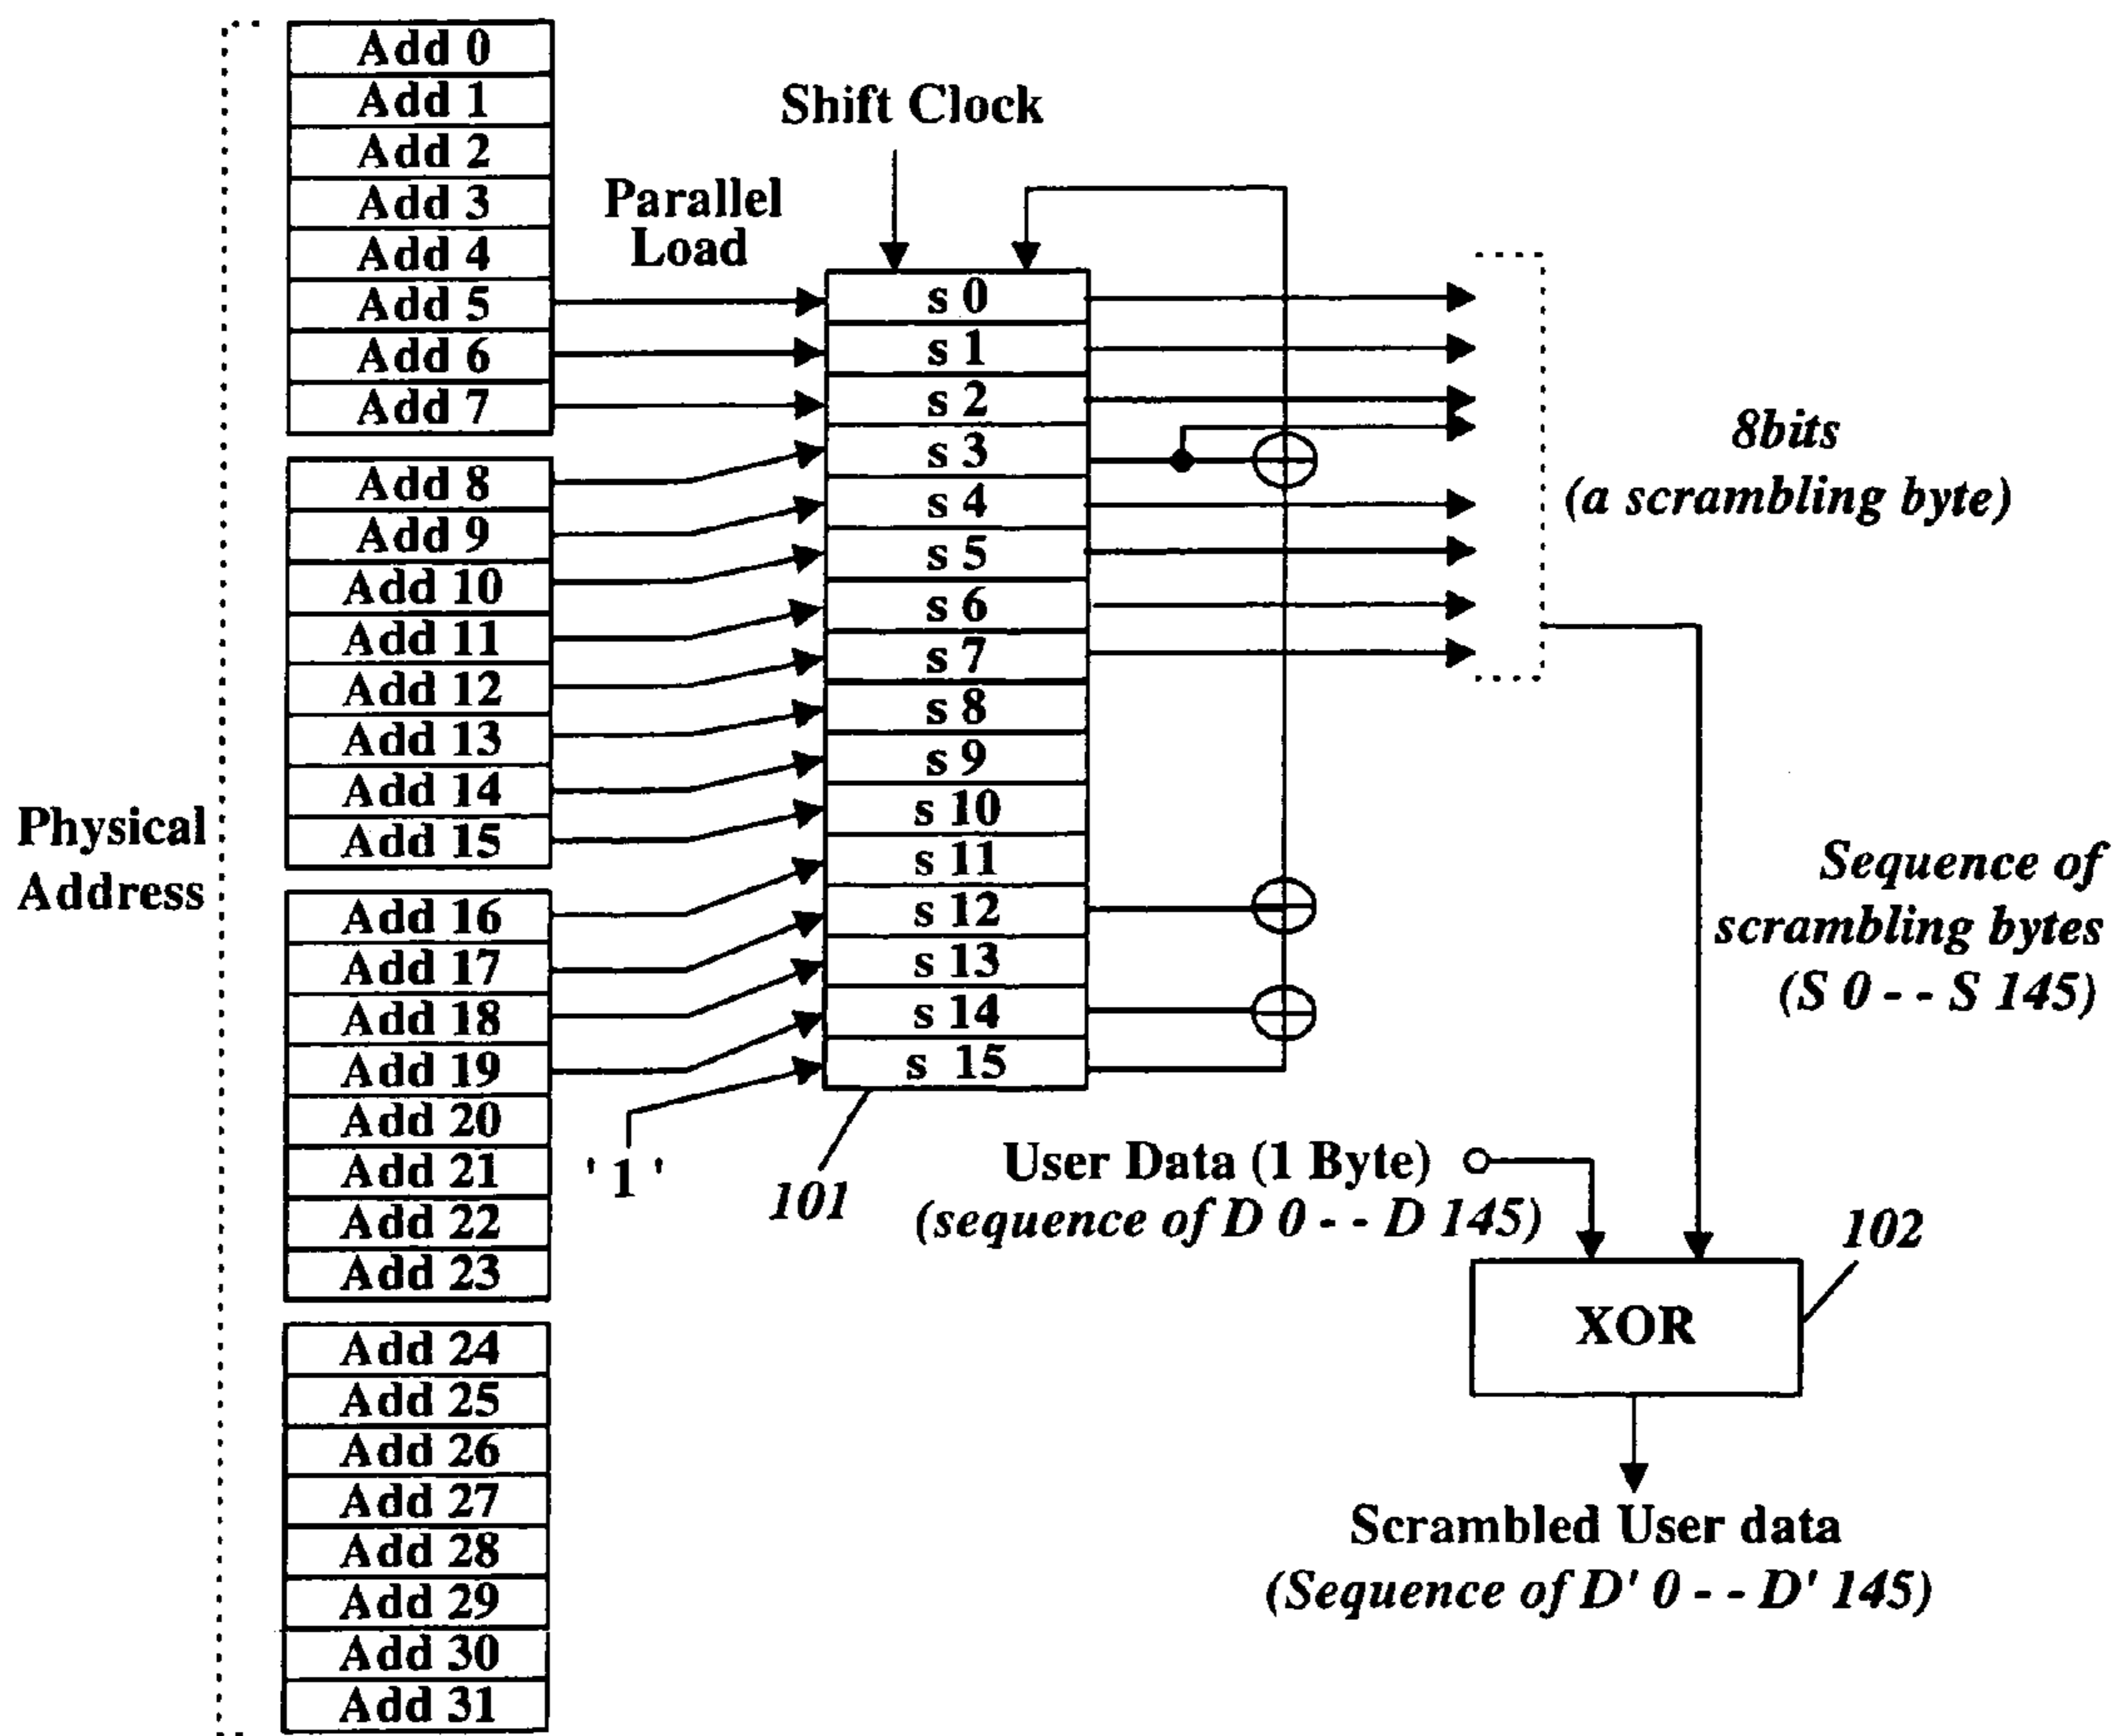 Add 0
Add 1
Add 2
Add 3
Add 4
Add 5
Add 6
Add 7
Add 8
Add 9
Add 10
Add 11
Add 12
Add 13
Add 14
Add 15
Add 16
Add 17
Add 18
Add 19
Add 20
Add 21
Add 22
Add 23
Add 24
Add 25
Add 26
Add 27
Add 28
Add 29
Add 30
Add 31
Physical
Address
Parallel
Load
Shift Clock
s 0
s 1
s 2
s 3
s 4
s 5
s 6
s 7
s 8
s 9
s 10
s 11
s 12
s 13
s 14
s 15
' 1 '
101
8bits
(a scrambling byte)
Sequence of
scrambling bytes
(S 0 - - S 145)
User Data (1 Byte)
(sequence of D 0 - - D 145)
102
XOR
Scrambled User data
(Sequence of D' 0 - - D' 145)